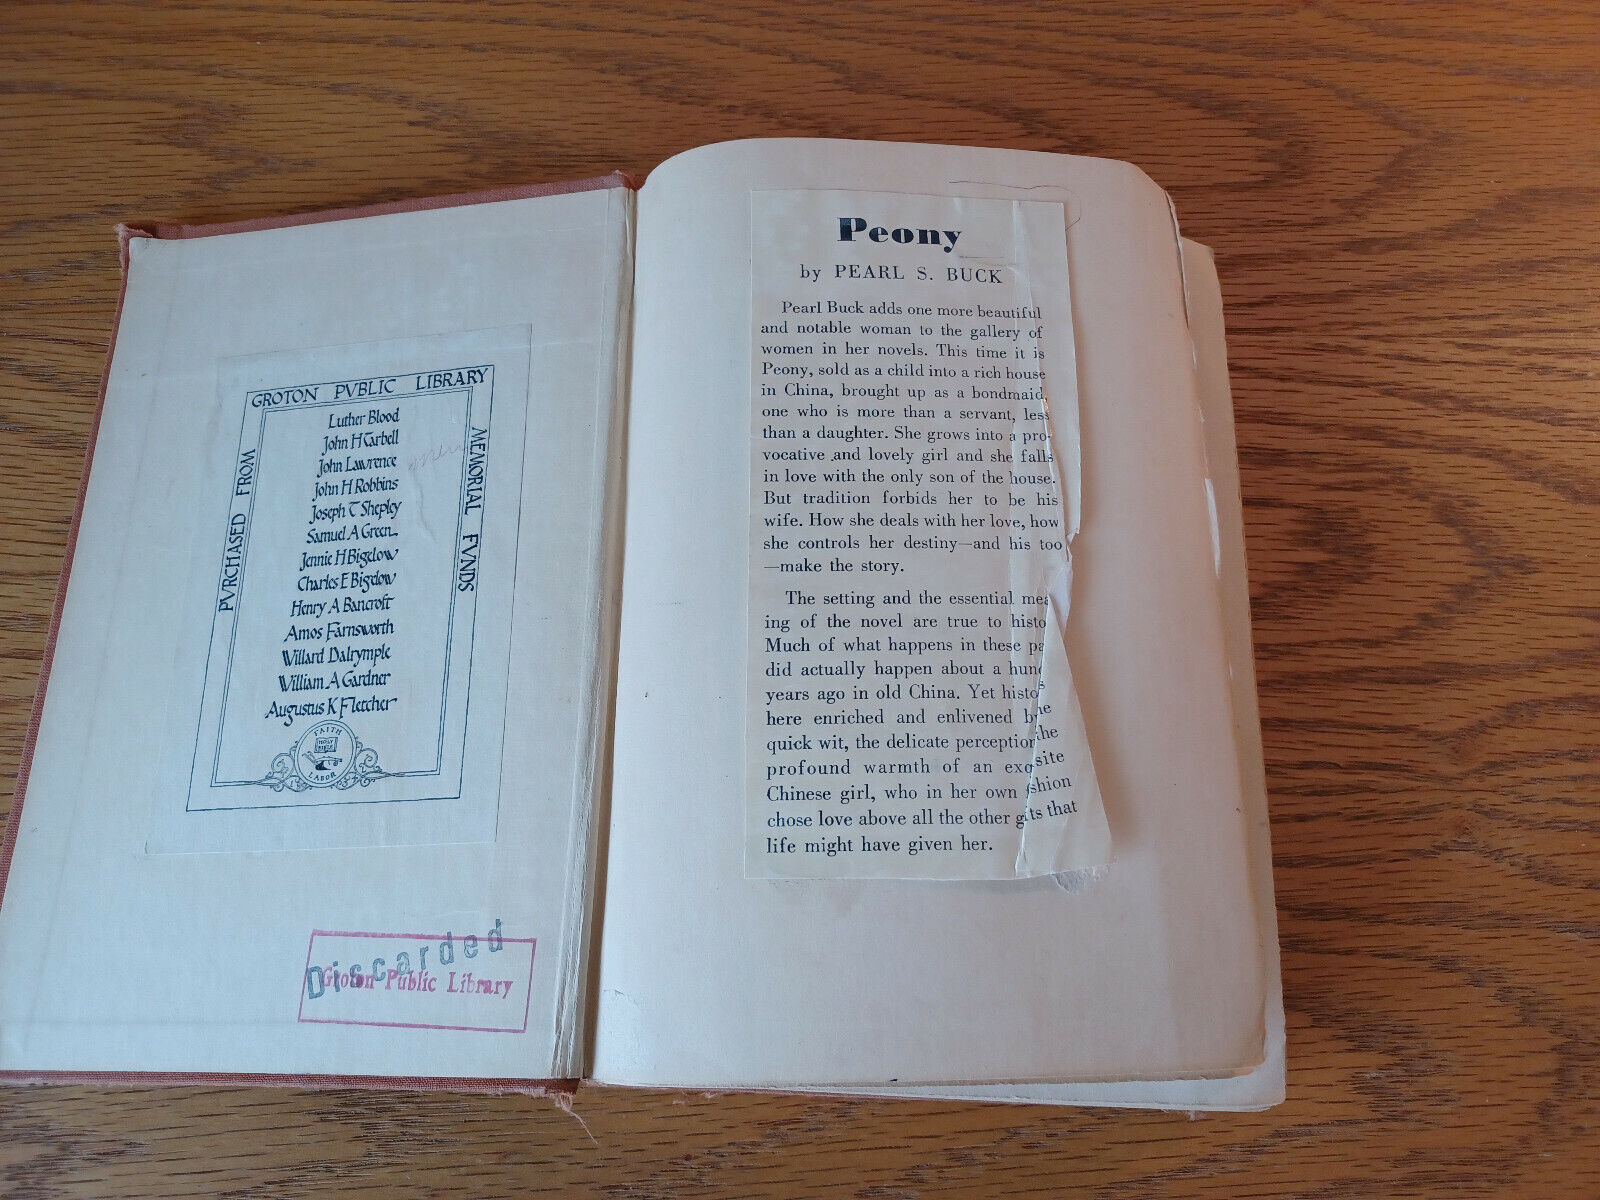 GROTON PVBLIC LIBRARY
PVRCHASED FROM
MEMORIAL FVNDS
Luther Blood
John H Tarbell
John Lawrence
John H Robbins
Joseph T Shepley
Samuel A Green
Jennie H Bigelow
Charles E Bigelow
Henry A Bancroft
Amos Farnsworth
Willard Dalrymple
William A Gardner
Augustus K Fletcher
FAITH
HOLY
BIBLE
LABOR
Discarded
Groton Public Library
Peony
by PEARL S. BUCK
Pearl Buck adds one more beautiful
and notable woman to the gallery of
women in her novels. This time it is
Peony, sold as a child into a rich house
in China, brought up as a bondmaid,
one who is more than a servant, less
than a daughter. She grows into a pro-
vocative and lovely girl and she falls
in love with the only son of the house.
But tradition forbids her to be his
wife. How she deals with her love, how
she controls her destiny—and his too
—make the story.
The setting and the essential mea
ing of the novel are true to histo
Much of what happens in these pa
did actually happen about a hund
years ago in old China. Yet histo s
here enriched and enlivened b he
quick wit, the delicate perception the
profound warmth of an exq site
Chinese girl, who in her own shion
chose love above all the other gifts that
life might have given her.